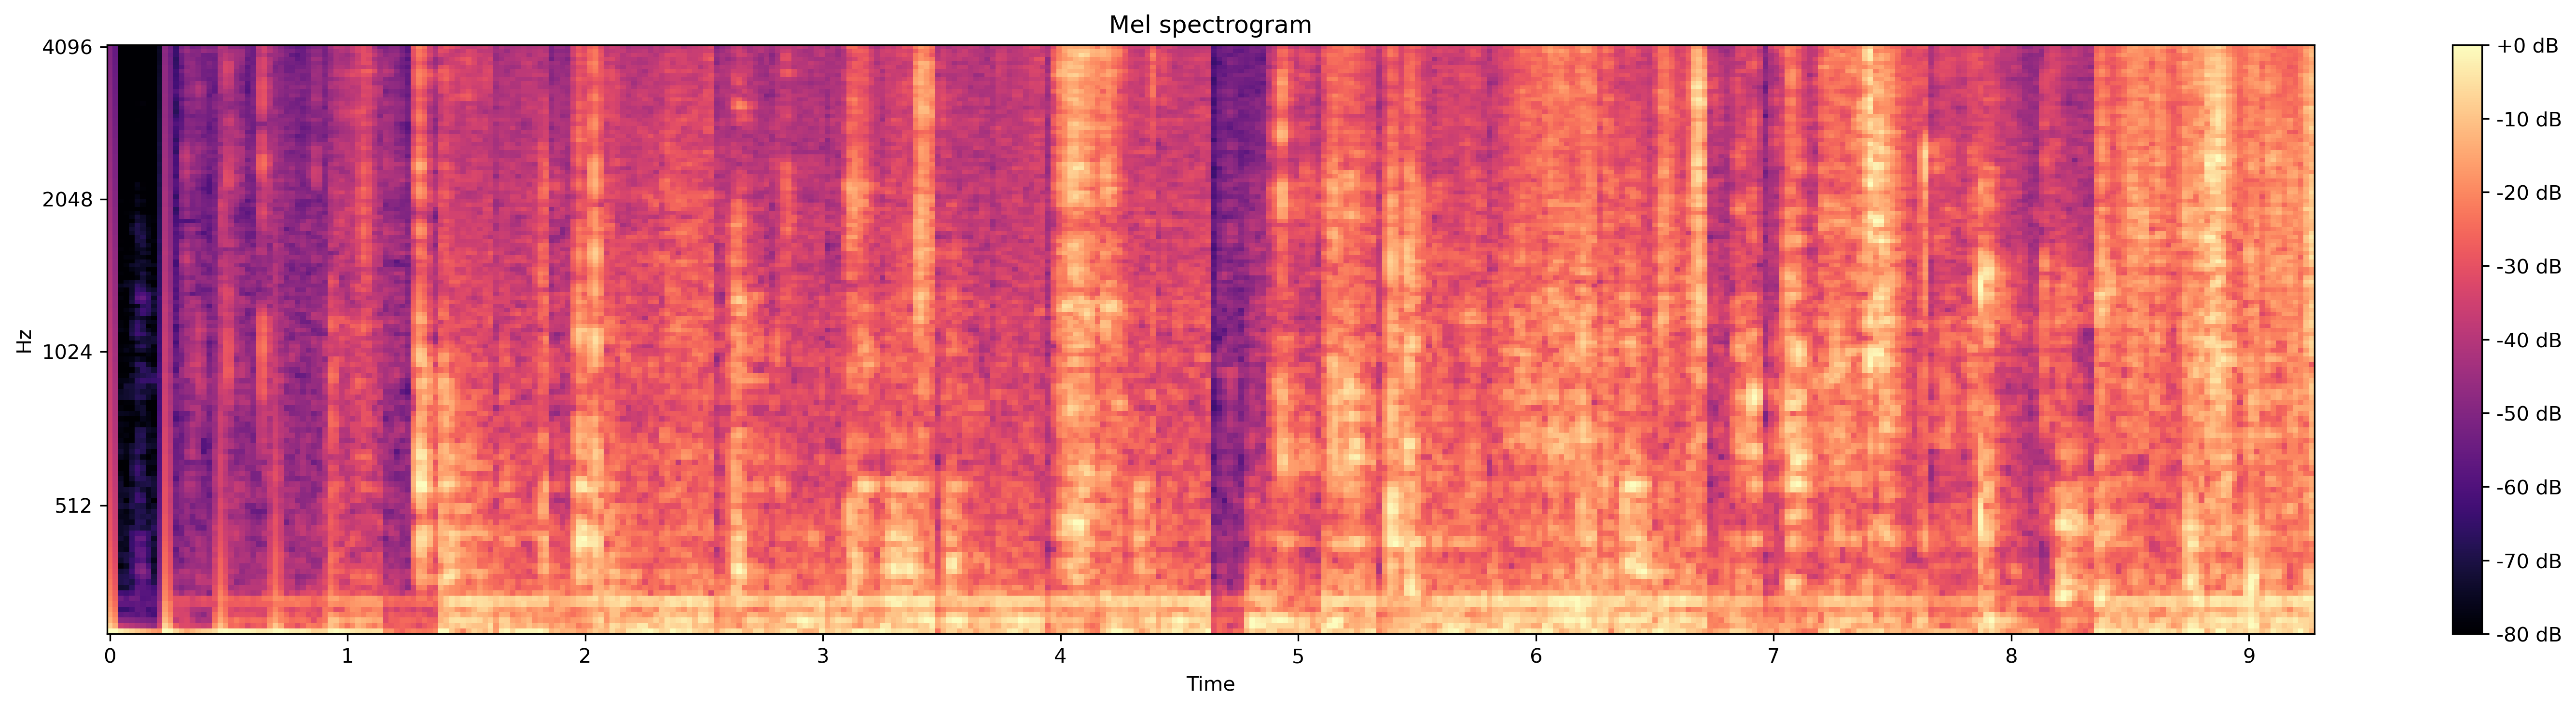 Mel spectrogram
Hz
4096
2048
1024
512
0 1 2 3 4 5 6 7 8 9
Time
+0 dB
-10 dB
-20 dB
-30 dB
-40 dB
-50 dB
-60 dB
-70 dB
-80 dB